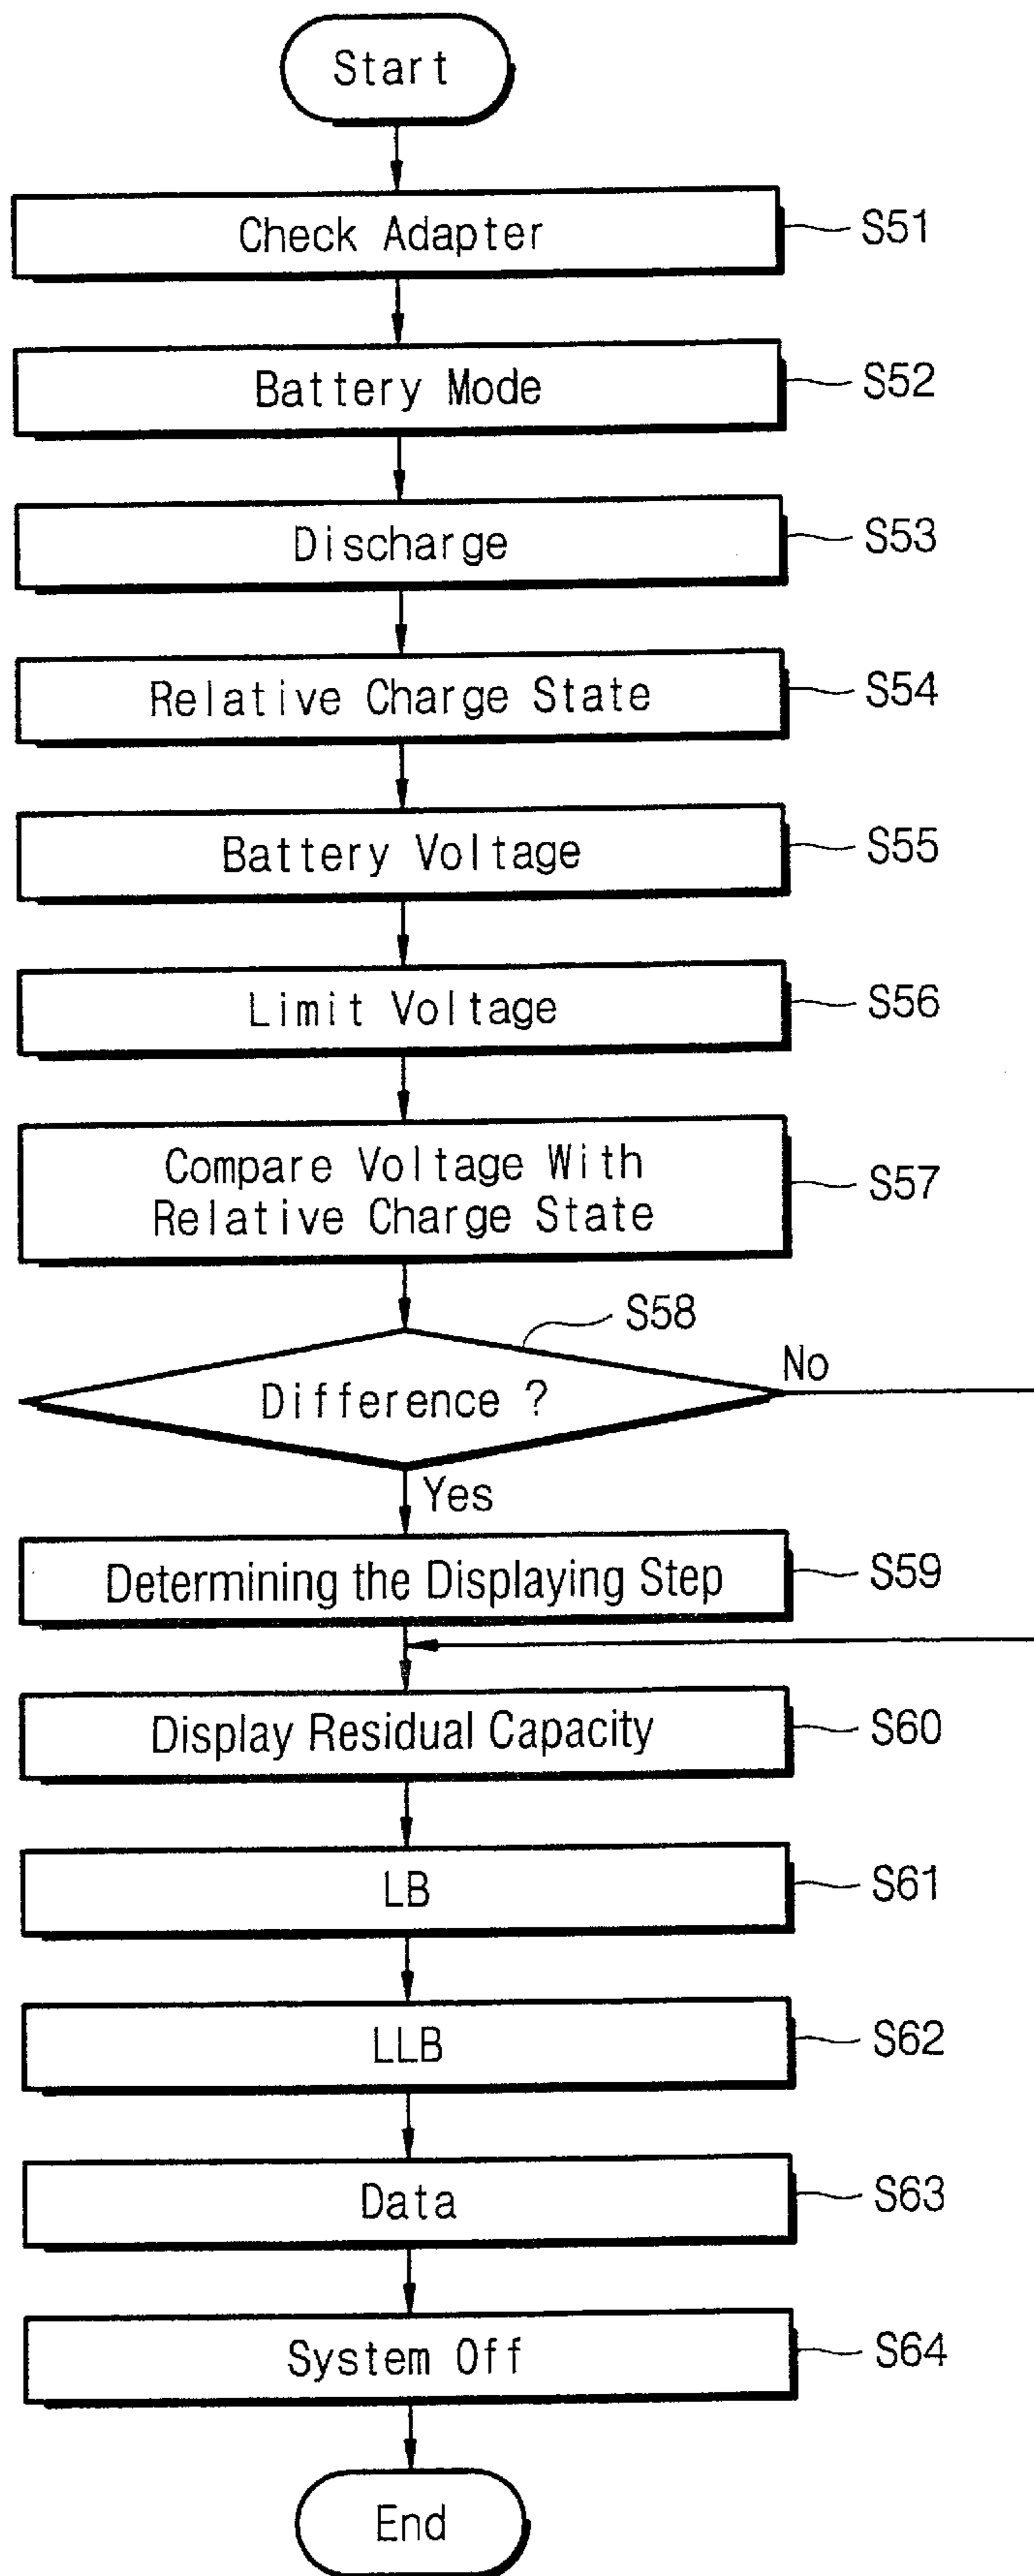 Start
Check Adapter
S51
Battery Mode
S52
Discharge
S53
Relative Charge State
S54
Battery Voltage
S55
Limit Voltage
S56
Compare Voltage With
Relative Charge State
S57
S58
Difference ?
No
Yes
Determining the Displaying Step
S59
Display Residual Capacity
S60
LB
S61
LLB
S62
Data
S63
System Off
S64
End